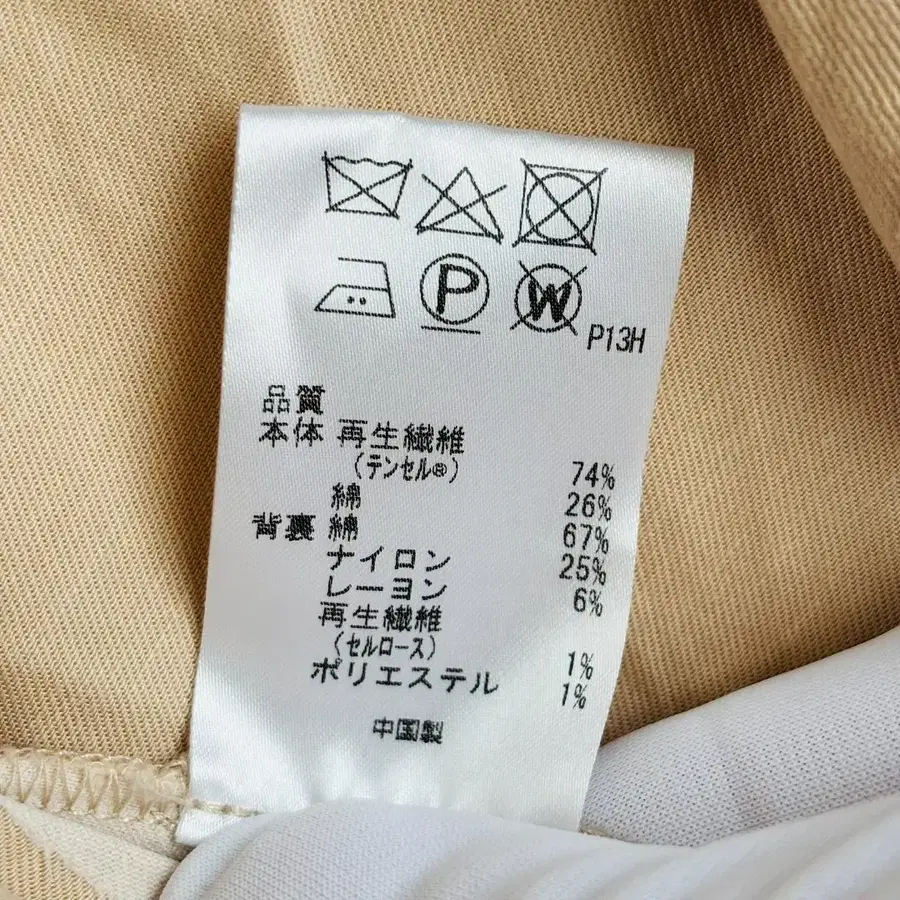 P
W
P13H
品質
本体 再生繊維
(テンセル®) 74%
綿 26%
背裏 綿 67%
ナイロン 25%
レーヨン 6%
再生繊維
(セルロース) 1%
ポリエステル 1%
中国製